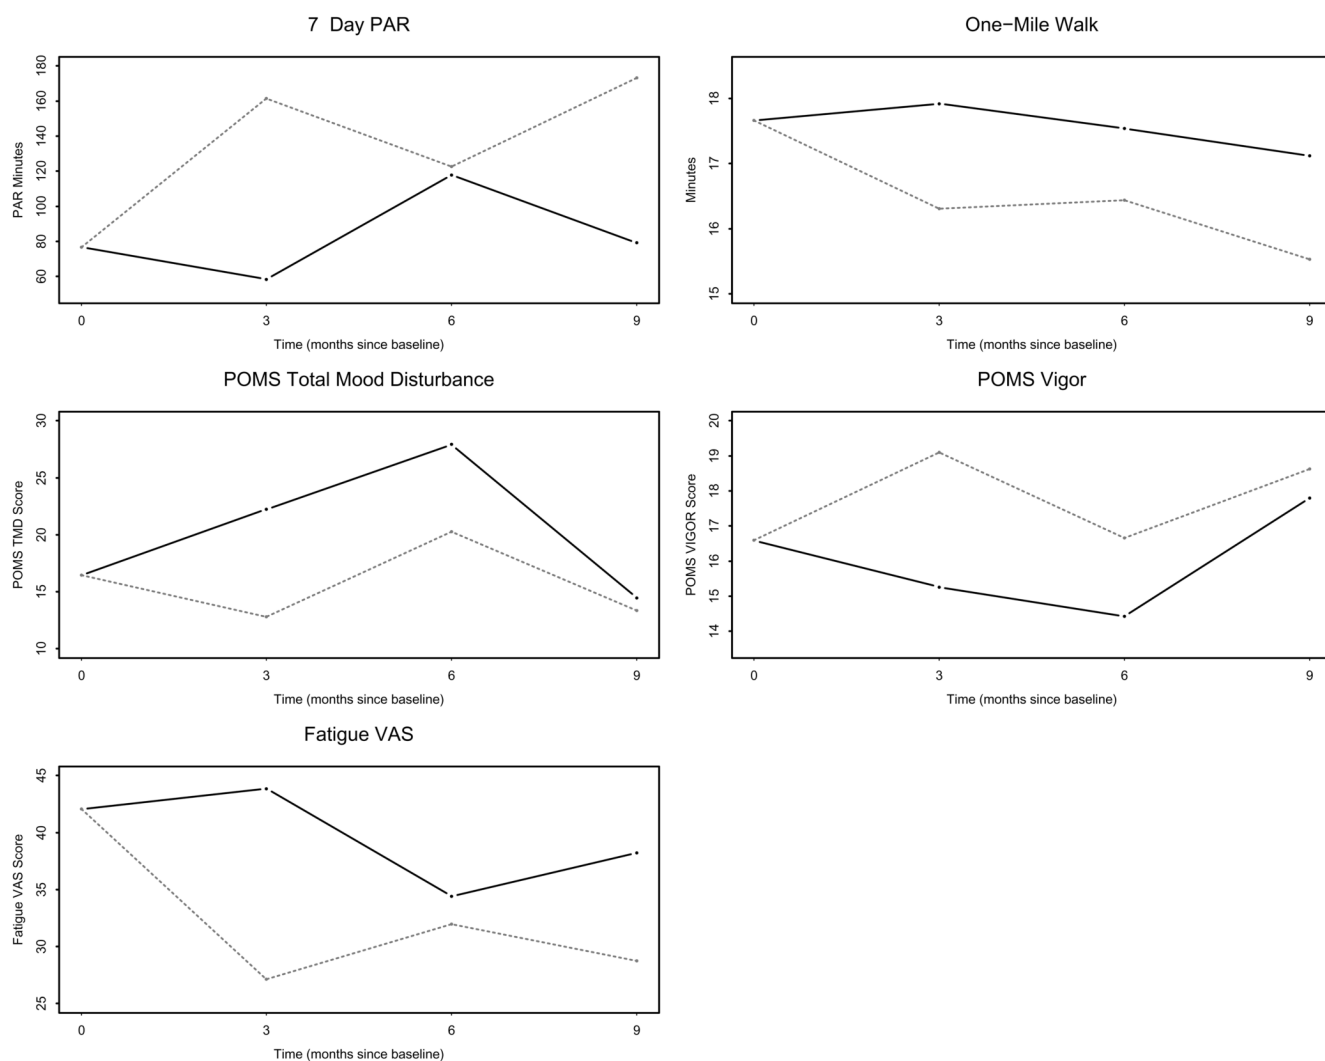 7 Day PAR
PAR Minutes
180
160
140
120
100
80
60
0 3 6 9
Time (months since baseline)
One−Mile Walk
Minutes
18
17
16
15
0 3 6 9
Time (months since baseline)
POMS Total Mood Disturbance
POMS TMD Score
30
25
20
15
10
0 3 6 9
Time (months since baseline)
POMS Vigor
POMS VIGOR Score
20
19
18
17
16
15
14
0 3 6 9
Time (months since baseline)
Fatigue VAS
Fatigue VAS Score
45
40
35
30
25
0 3 6 9
Time (months since baseline)